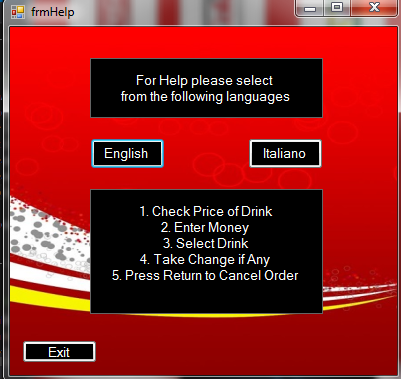 frmHelp
For Help please select
from the following languages
English
Italiano
1. Check Price of Drink
2. Enter Money
3. Select Drink
4. Take Change if Any
5. Press Return to Cancel Order
Exit